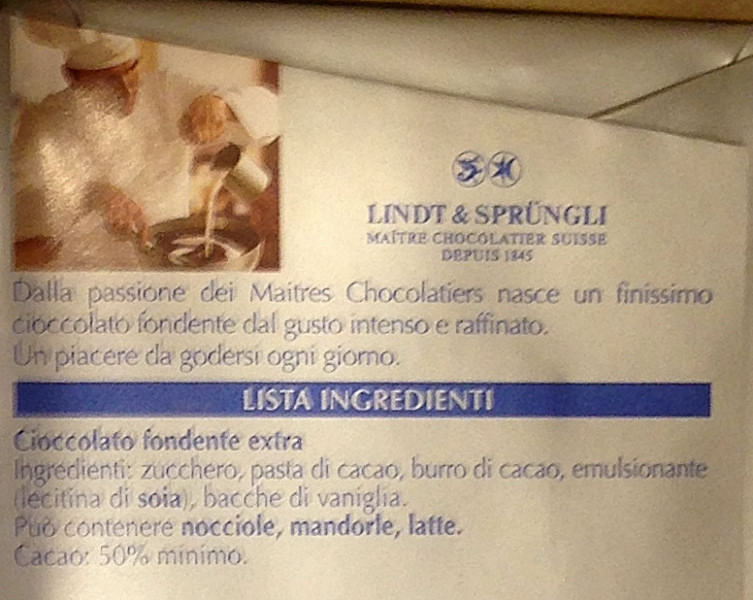 LINDT & SPRÜNGLI
MAÎTRE CHOCOLATIER SUISSE
DEPUIS 1845
Dalla passione dei Maitres Chocolatiers nasce un finissimo
cioccolato fondente dal gusto intenso e raffinato.
Un piacere da godersi ogni giorno.
LISTA INGREDIENTI
Cioccolato fondente extra
Ingredienti: zucchero, pasta di cacao, burro di cacao, emulsionante
(lecitina di soia), bacche di vaniglia.
Può contenere nocciole, mandorle, latte.
Cacao: 50% minimo.